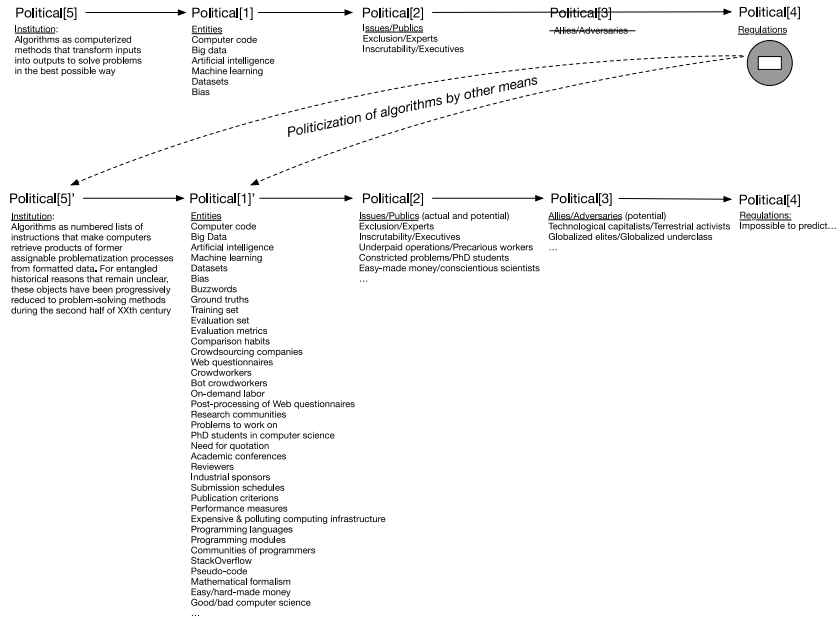 Political[5]
Institution:
Algorithms as computerized
methods that transform inputs
into outputs to solve problems
in the best possible way
Political[1]
Entities
Computer code
Big data
Artificial intelligence
Machine learning
Datasets
Bias
Political[2]
Issues/Publics
Exclusion/Experts
Inscrutability/Executives
Political[3]
Allies/Adversaries
Political[4]
Regulations
Politicization of algorithms by other means
Political[5]'
Institution:
Algorithms as numbered lists of
instructions that make computers
retrieve products of former
assignable problematization processes
from formatted data. For entangled
historical reasons that remain unclear,
these objects have been progressively
reduced to problem-solving methods
during the second half of XXth century
Political[1]'
Entities
Computer code
Big Data
Artificial intelligence
Machine learning
Datasets
Bias
Buzzwords
Ground truths
Training set
Evaluation set
Evaluation metrics
Comparison habits
Crowdsourcing companies
Web questionnaires
Crowdworkers
Bot crowdworkers
On-demand labor
Post-processing of Web questionnaires
Research communities
Problems to work on
PhD students in computer science
Need for quotation
Academic conferences
Reviewers
Industrial sponsors
Submission schedules
Publication criterions
Performance measures
Expensive & polluting computing infrastructure
Programming languages
Programming modules
Communities of programmers
StackOverflow
Pseudo-code
Mathematical formalism
Easy/hard-made money
Good/bad computer science
...
Political[2]
Issues/Publics (actual and potential)
Exclusion/Experts
Inscrutability/Executives
Underpaid operations/Precarious workers
Constricted problems/PhD students
Easy-made money/conscientious scientists
...
Political[3]
Allies/Adversaries (potential)
Technological capitalists/Terrestrial activists
Globalized elites/Globalized underclass
...
Political[4]
Regulations:
Impossible to predict...